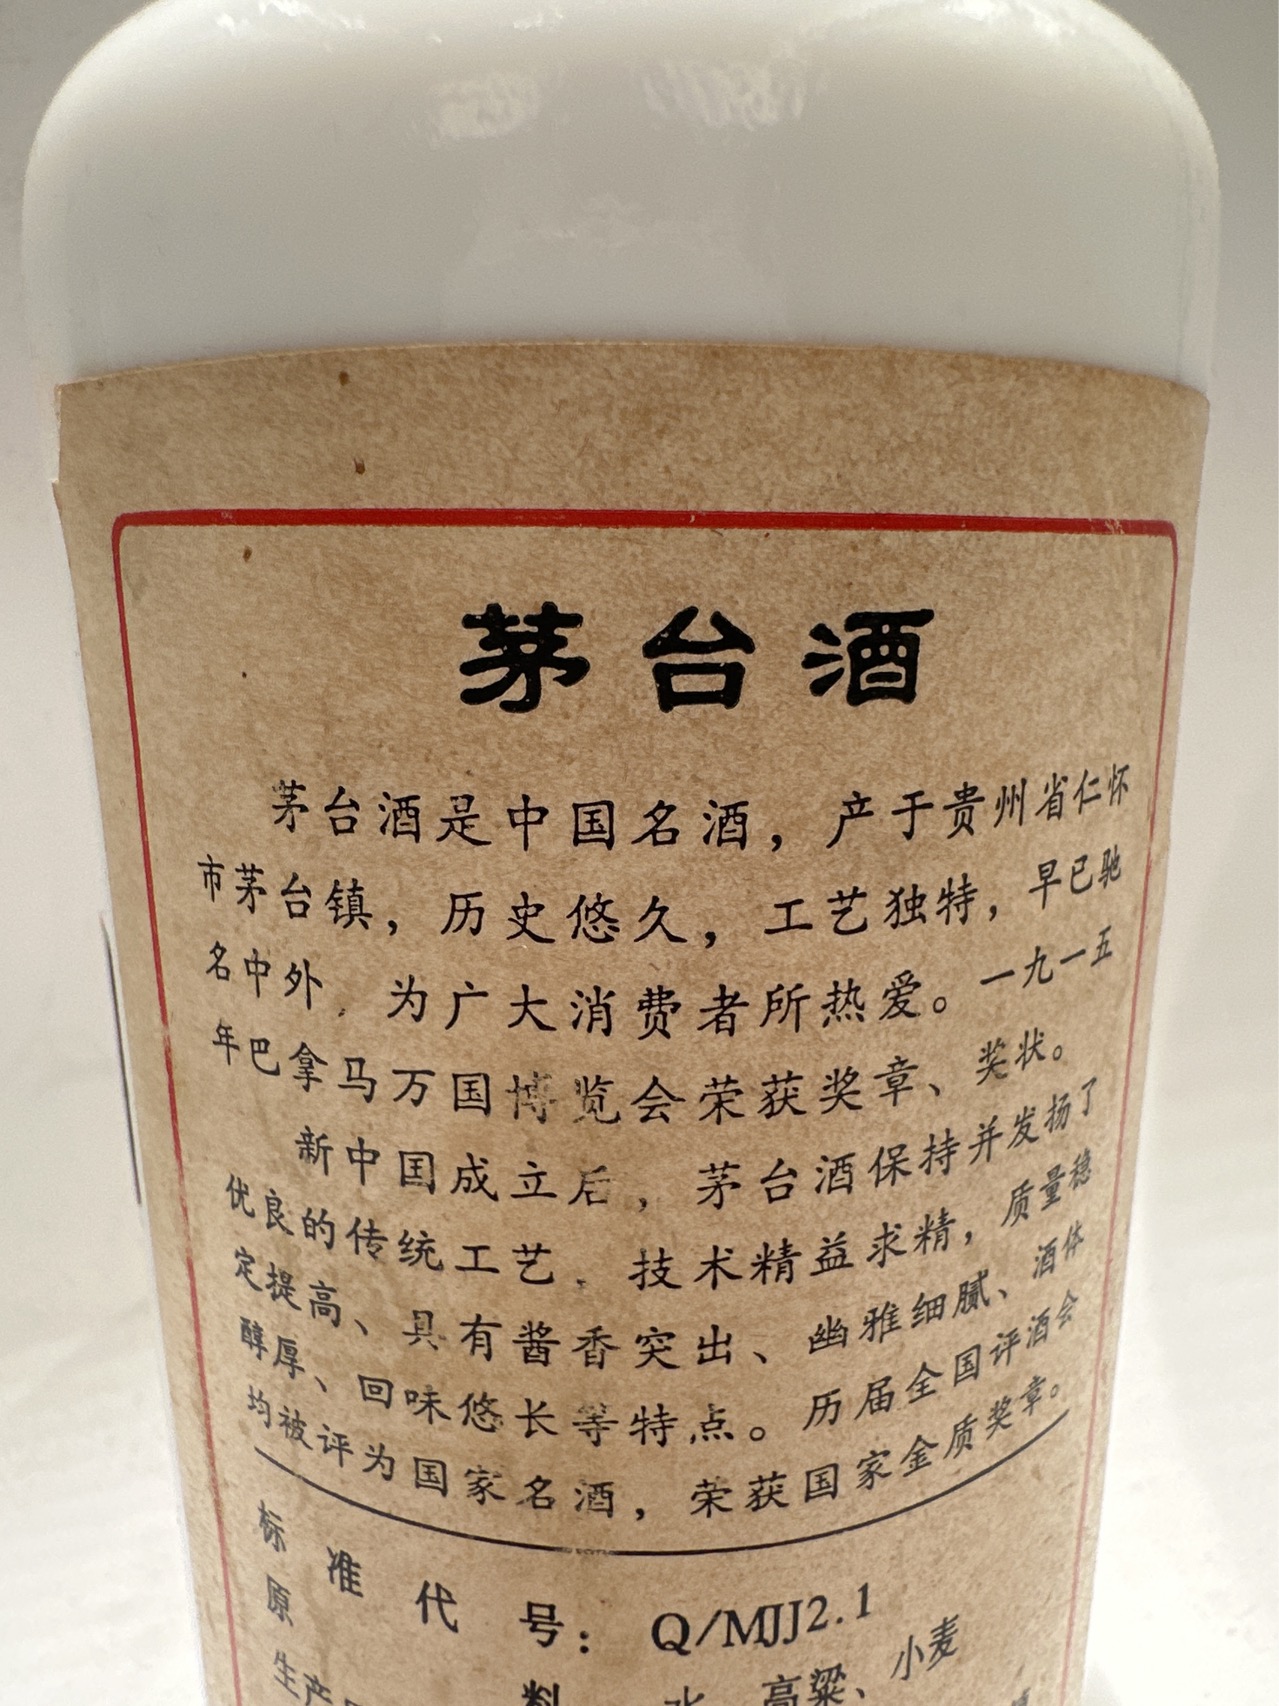 茅台酒
茅台酒是中国名酒，产于贵州省仁怀
市茅台镇，历史悠久，工艺独特，早已驰
名中外，为广大消费者所热爱。一九一五
年巴拿马万国博览会荣获奖章、奖状。
新中国成立后，茅台酒保持并发扬了
优良的传统工艺，技术精益求精，质量稳
定提高、具有酱香突出、幽雅细腻、酒体
醇厚、回味悠长等特点。历届全国评酒会
均被评为国家名酒，荣获国家金质奖章。
标准代号：Q/MJJ2.1
原料 水、高粱、小麦
生产